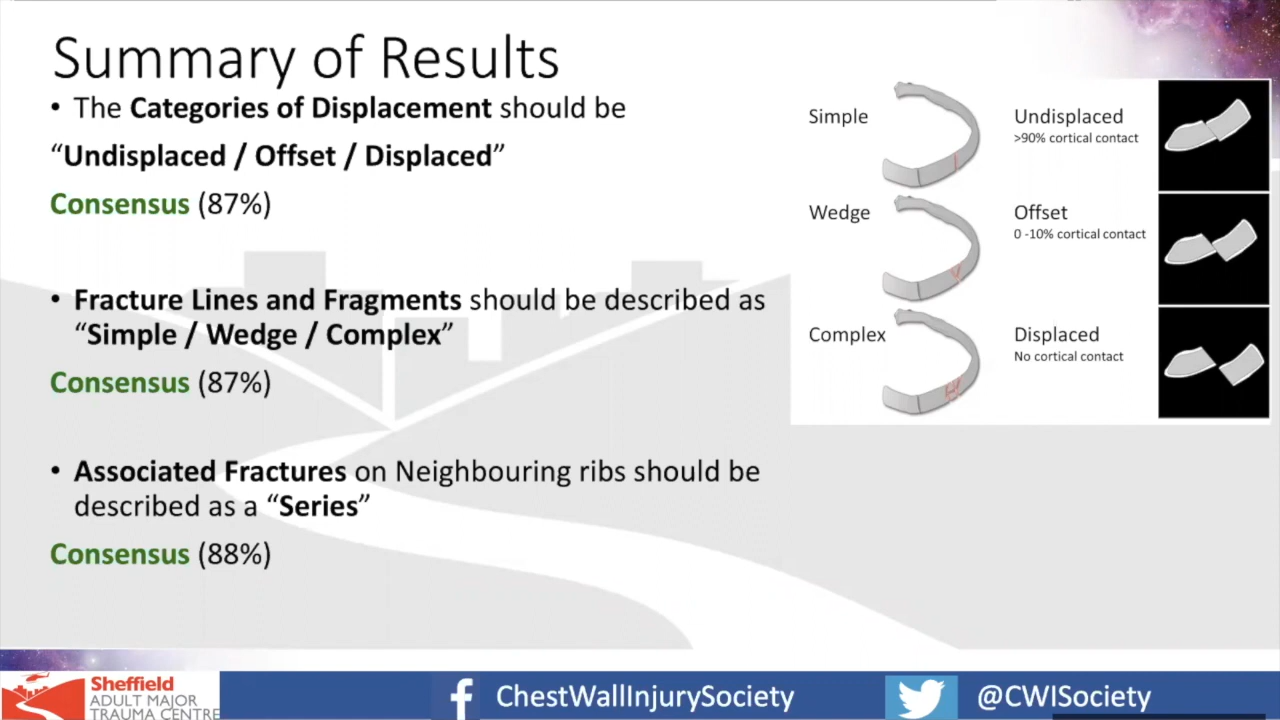 Summary of Results
• The Categories of Displacement should be
“Undisplaced / Offset / Displaced”
Consensus (87%)
• Fracture Lines and Fragments should be described as
“Simple / Wedge / Complex”
Consensus (87%)
• Associated Fractures on Neighbouring ribs should be
described as a “Series”
Consensus (88%)
Simple
Undisplaced
>90% cortical contact
Wedge
Offset
0 -10% cortical contact
Complex
Displaced
No cortical contact
Sheffield
ADULT MAJOR
TRAUMA CENTRE
ChestWallInjurySociety
@CWISociety